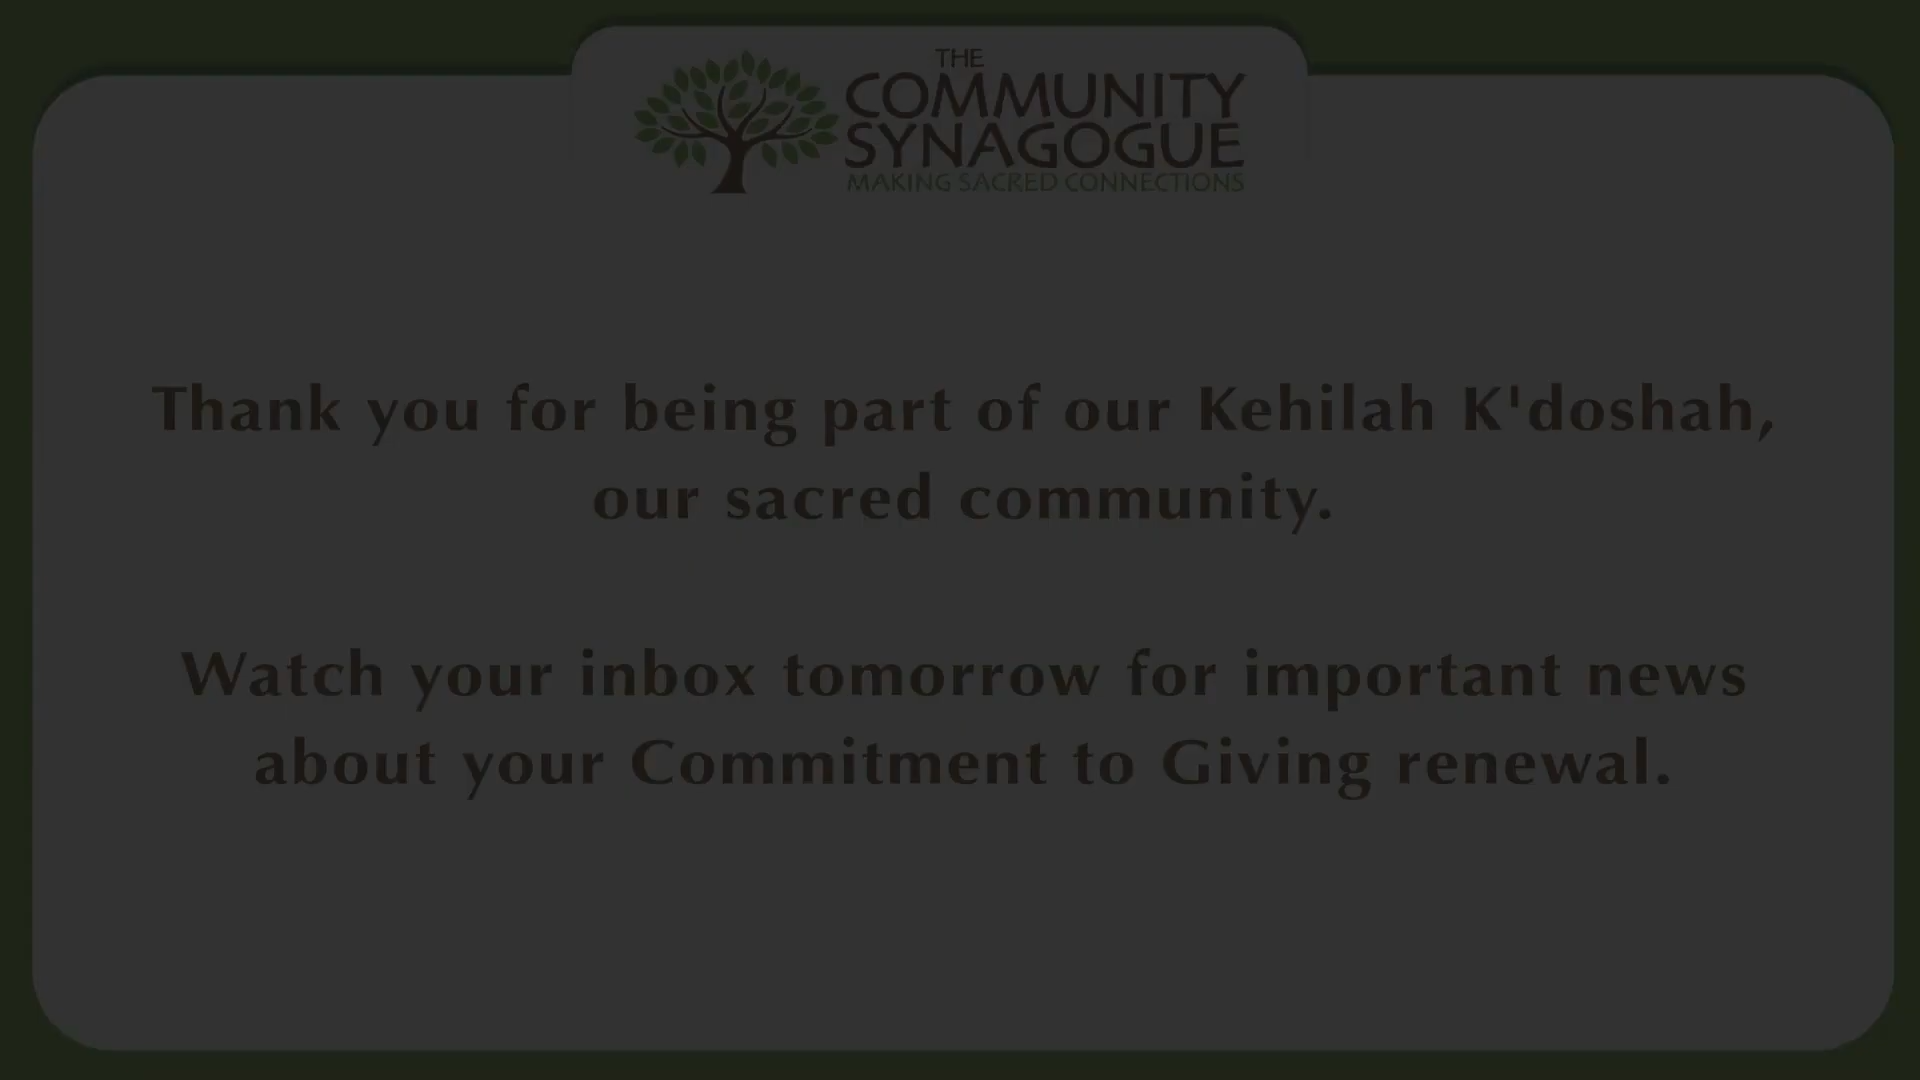 THE
COMMUNITY
SYNAGOGUE
MAKING SACRED CONNECTIONS
Thank you for being part of our Kehilah K'doshah,
our sacred community.
Watch your inbox tomorrow for important news
about your Commitment to Giving renewal.